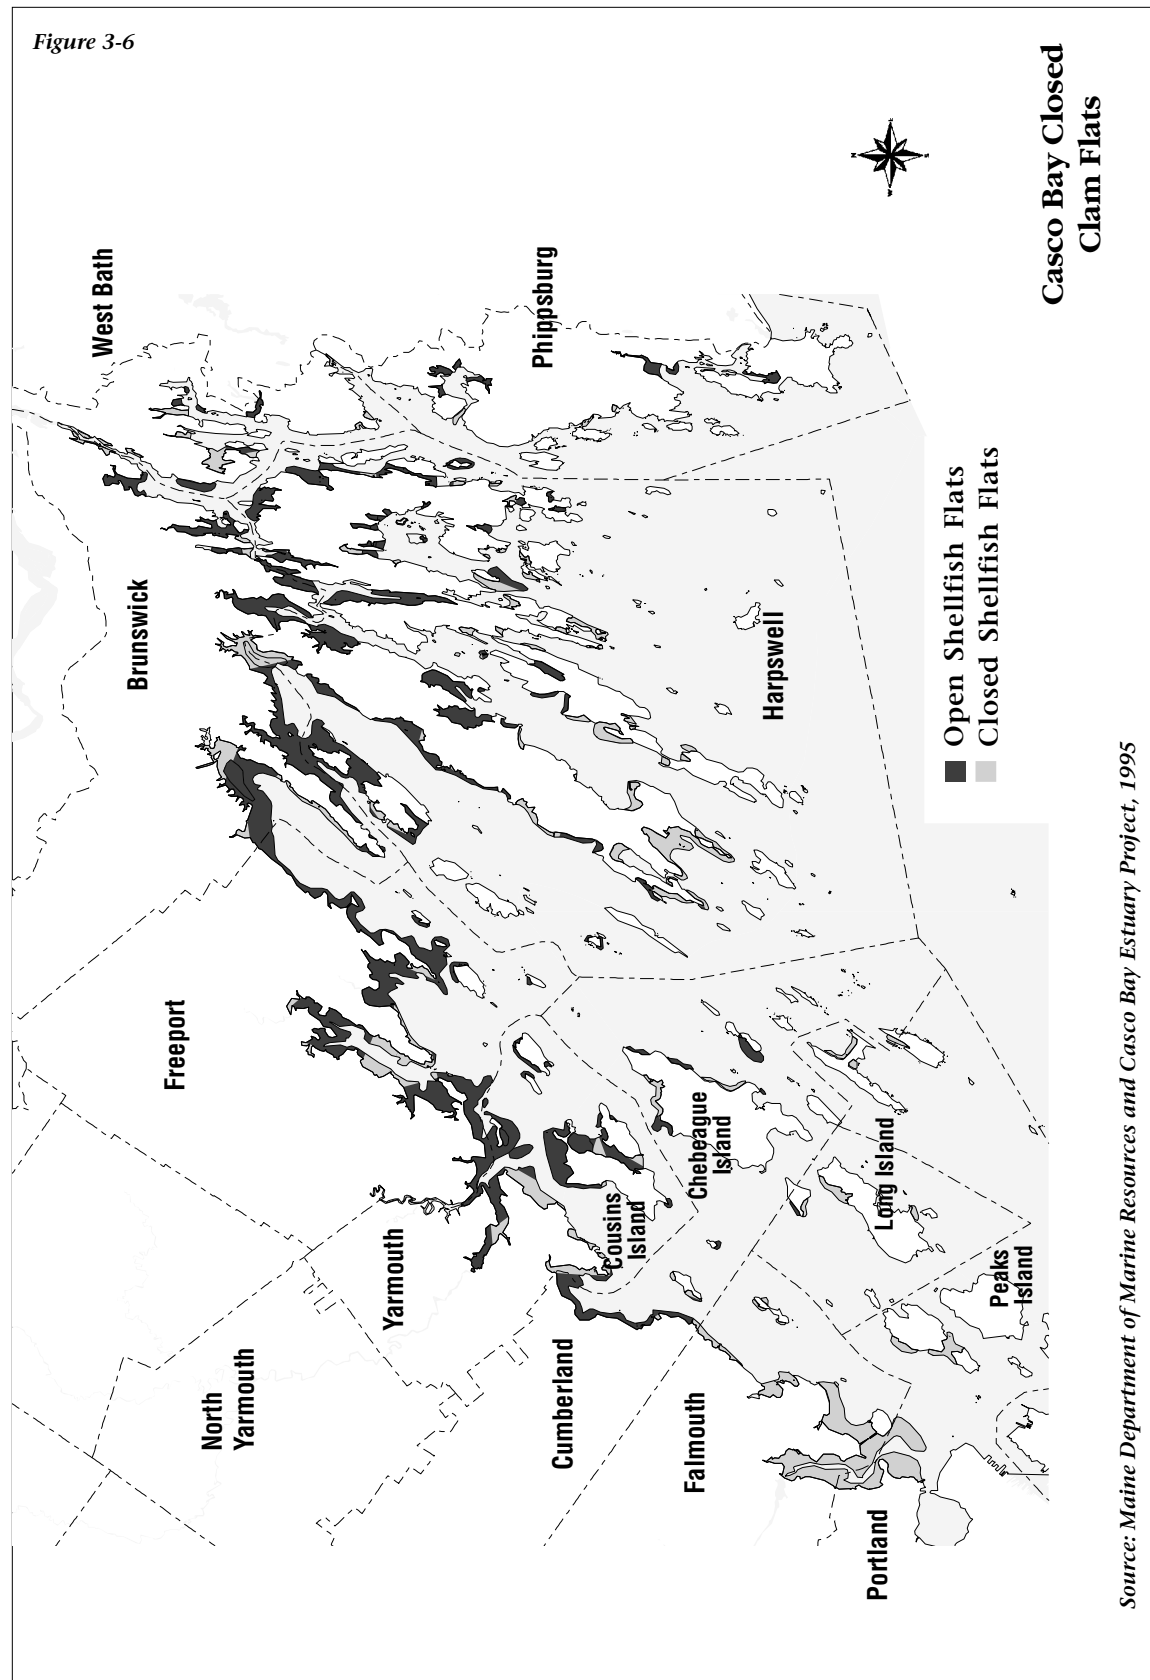 Figure 3-6
Casco Bay Closed
Clam Flats
N
E
S
W
West Bath
Phippsburg
Brunswick
Harpswell
Open Shellfish Flats
Closed Shellfish Flats
Freeport
Chebeague
Island
Long Island
Cousins
Island
Yarmouth
Peaks
Island
North
Yarmouth
Cumberland
Falmouth
Portland
Source: Maine Department of Marine Resources and Casco Bay Estuary Project, 1995